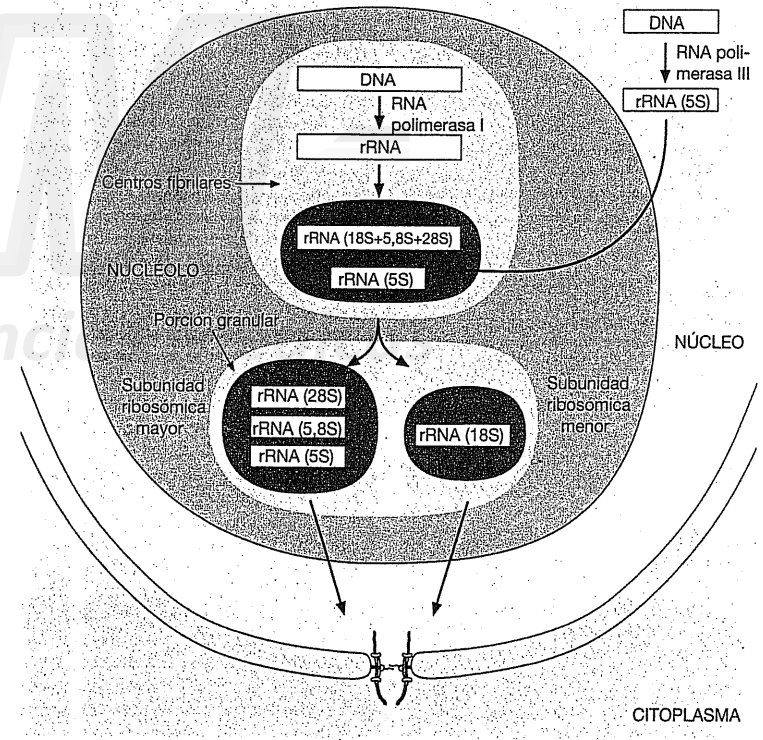 DNA
RNA poli-
merasa III
rRNA (5S)
DNA
RNA
polimerasa I
rRNA
Centros fibrilares
rRNA (18S+5,8S+28S)
rRNA (5S)
NUCLEOLO
Porción granular
NÚCLEO
Subunidad
ribosómica
mayor
rRNA (28S)
rRNA (5,8S)
rRNA (5S)
Subunidad
ribosómica
menor
rRNA (18S)
CITOPLASMA